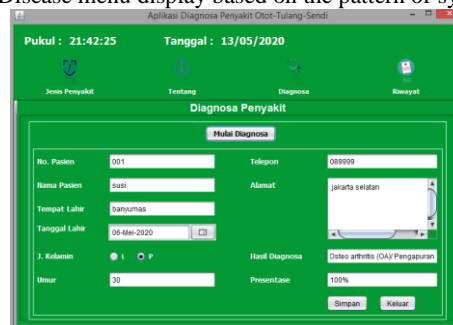 Disease menu display based on the pattern of sy
Aplikasi Diagnosa Penyakit Otot-Tulang-Sendi
Pukul : 21:42:25 Tanggal : 13/05/2020
Jenis Penyakit Tentang Diagnosa Riwayat
Diagnosa Penyakit
Mulai Diagnosa
No. Pasien 001 Telepon 089999
Nama Pasien susi Alamat jakarta selatan
Tempat Lahir banyumas
Tanggal Lahir 06-Mei-2020
J. Kelamin L P Hasil Diagnosa Osteo arthritis (OA)/ Pengapuran
Umur 30 Presentase 100%
Simpan Keluar